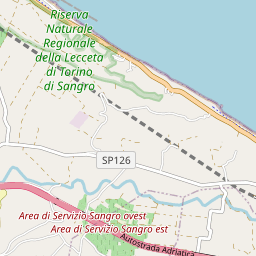 Riserva
Naturale
Regionale
della Lecceta
di Torino
di Sangro
SP126
Area di Servizio Sangro ovest
Area di Servizio Sangro est
Autostrada Adriatica